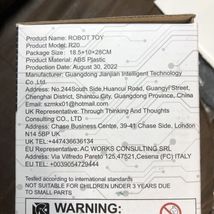 Product Name: ROBOT TOY
Model: R20
Size: 18.5×10×28CM
Material: ABS Plastic
Production Date: August 30, 2022
Manufacturer: Guangdong Jianjian Intelligent Technology
Co., Ltd.
Address: No.244South Side,Huancui Road, Guangyi Street,
Chenghai District, Shantou City, Guangdong Province, China
E-mail: szmkx01@foxmail.com
UK Representative: Through Thinking And Thoughts
Consulting Co. Ltd
Address: Chase Business Centre, 39-41 Chase Side, London
N14 5BP UK
UK TEL: +447436636134
EU Representative: AC WORKS CONSULTING SRL
Address: Via Vilfredo Pareto 125,47521,Cesena (FC) ITALY
EU TEL: +003905472944
Tested according to international standards
NOT SUITABLE FOR CHILDREN UNDER 3 YEARS DUE
TO SMALL PARTS
WARNING: